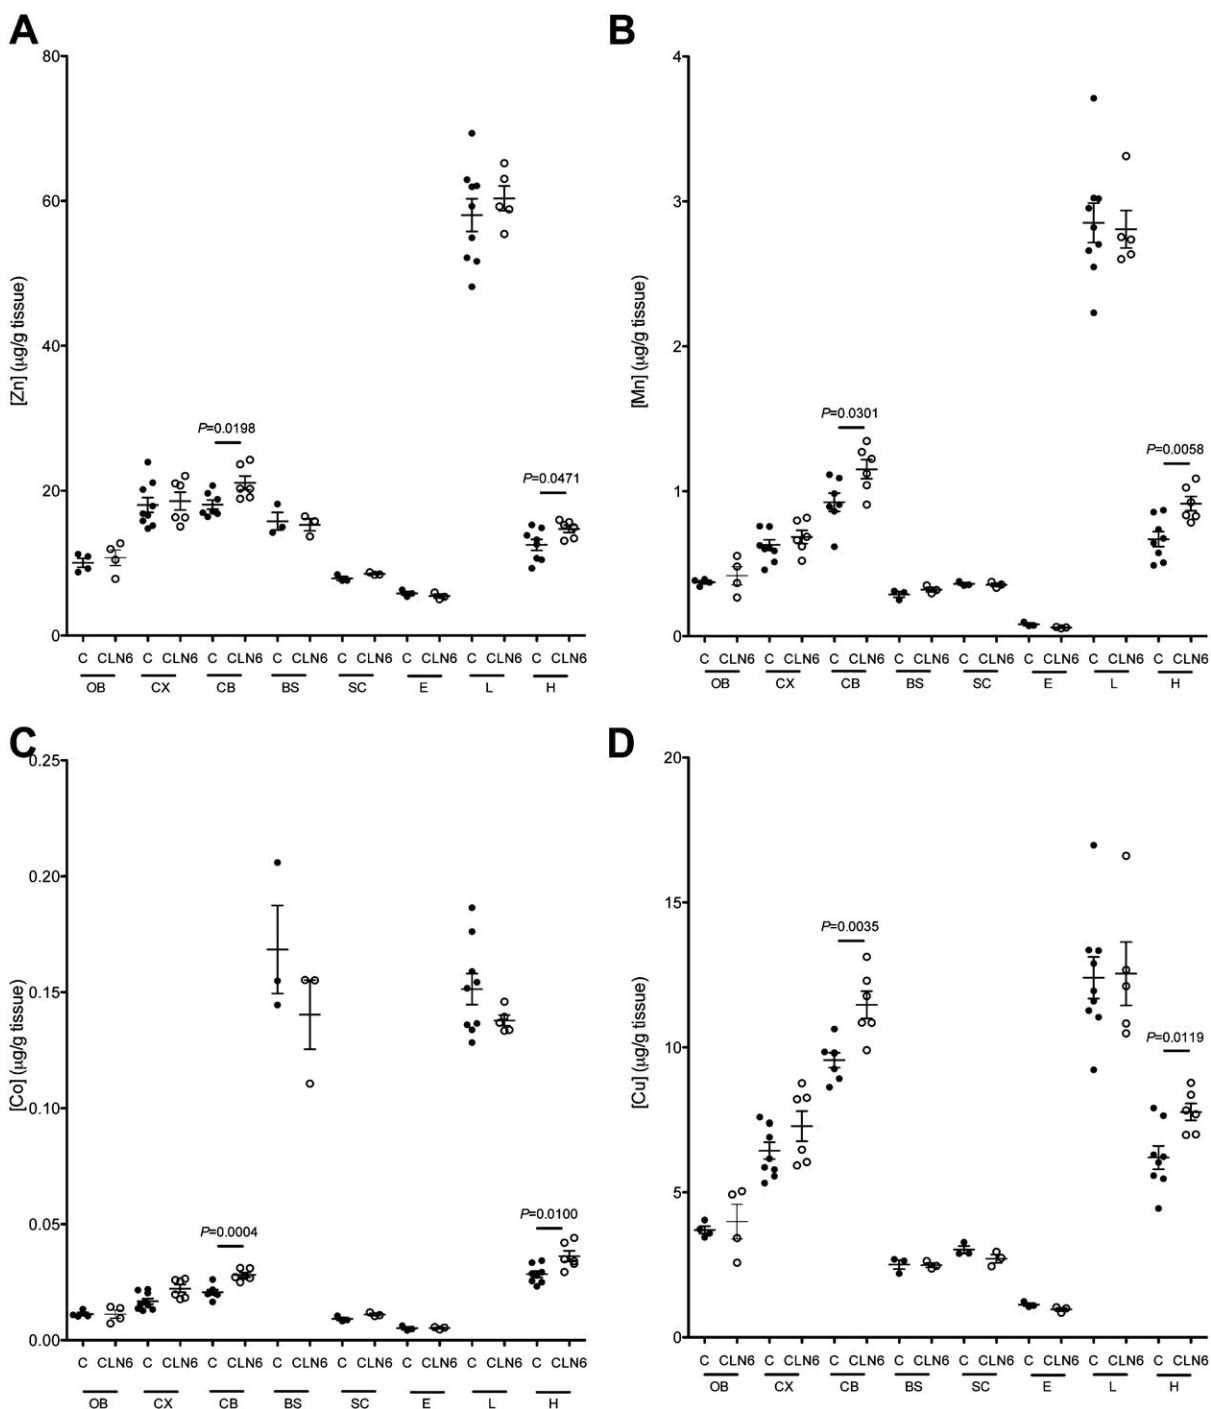 A
80
60
40
20
0
[Zn] (μg/g tissue)
P=0.0198
P=0.0471
C CLN6 C CLN6 C CLN6 C CLN6 C CLN6 C CLN6 C CLN6 C CLN6
OB CX CB BS SC E L H
B
4
3
2
1
0
[Mn] (μg/g tissue)
P=0.0301
P=0.0058
C CLN6 C CLN6 C CLN6 C CLN6 C CLN6 C CLN6 C CLN6 C CLN6
OB CX CB BS SC E L H
C
0.25
0.20
0.15
0.10
0.05
0.00
[Co] (μg/g tissue)
P=0.0004
P=0.0100
C CLN6 C CLN6 C CLN6 C CLN6 C CLN6 C CLN6 C CLN6 C CLN6
OB CX CB BS SC E L H
D
20
15
10
5
0
[Cu] (μg/g tissue)
P=0.0035
P=0.0119
C CLN6 C CLN6 C CLN6 C CLN6 C CLN6 C CLN6 C CLN6 C CLN6
OB CX CB BS SC E L H